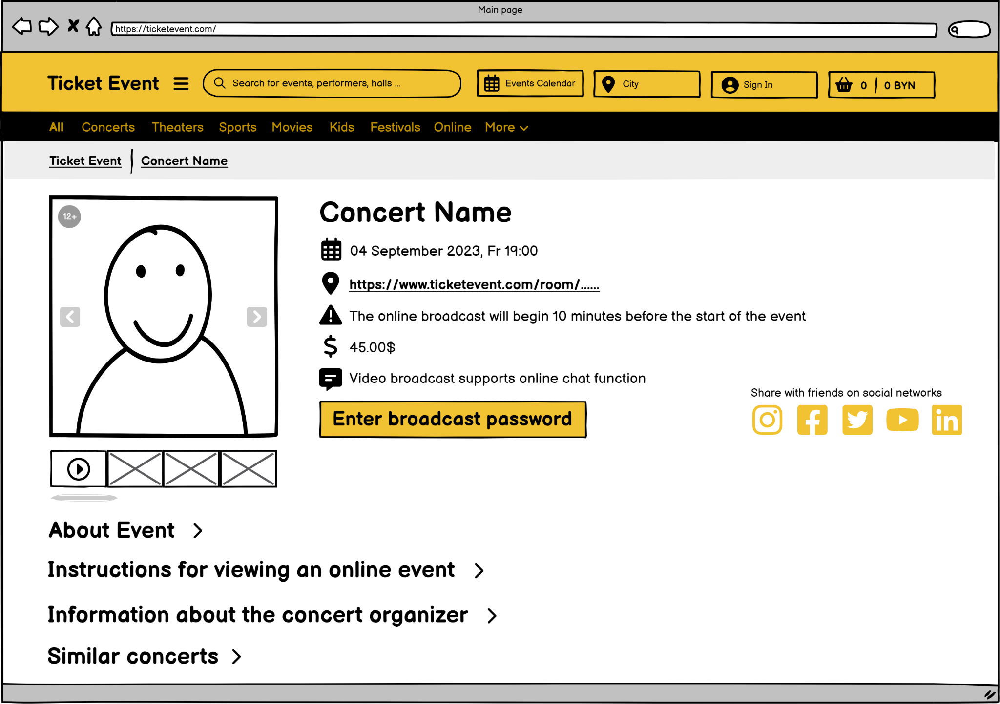 Main page
https://ticketevent.com/
Ticket Event
Search for events, performers, halls ...
Events Calendar
City
Sign In
0 | 0 BYN
All Concerts Theaters Sports Movies Kids Festivals Online More
Ticket Event
Concert Name
12+
Concert Name
04 September 2023, Fr 19:00
https://www.ticketevent.com/room/......
The online broadcast will begin 10 minutes before the start of the event
$ 45.00$
Video broadcast supports online chat function
Share with friends on social networks
Enter broadcast password
About Event
Instructions for viewing an online event
Information about the concert organizer
Similar concerts